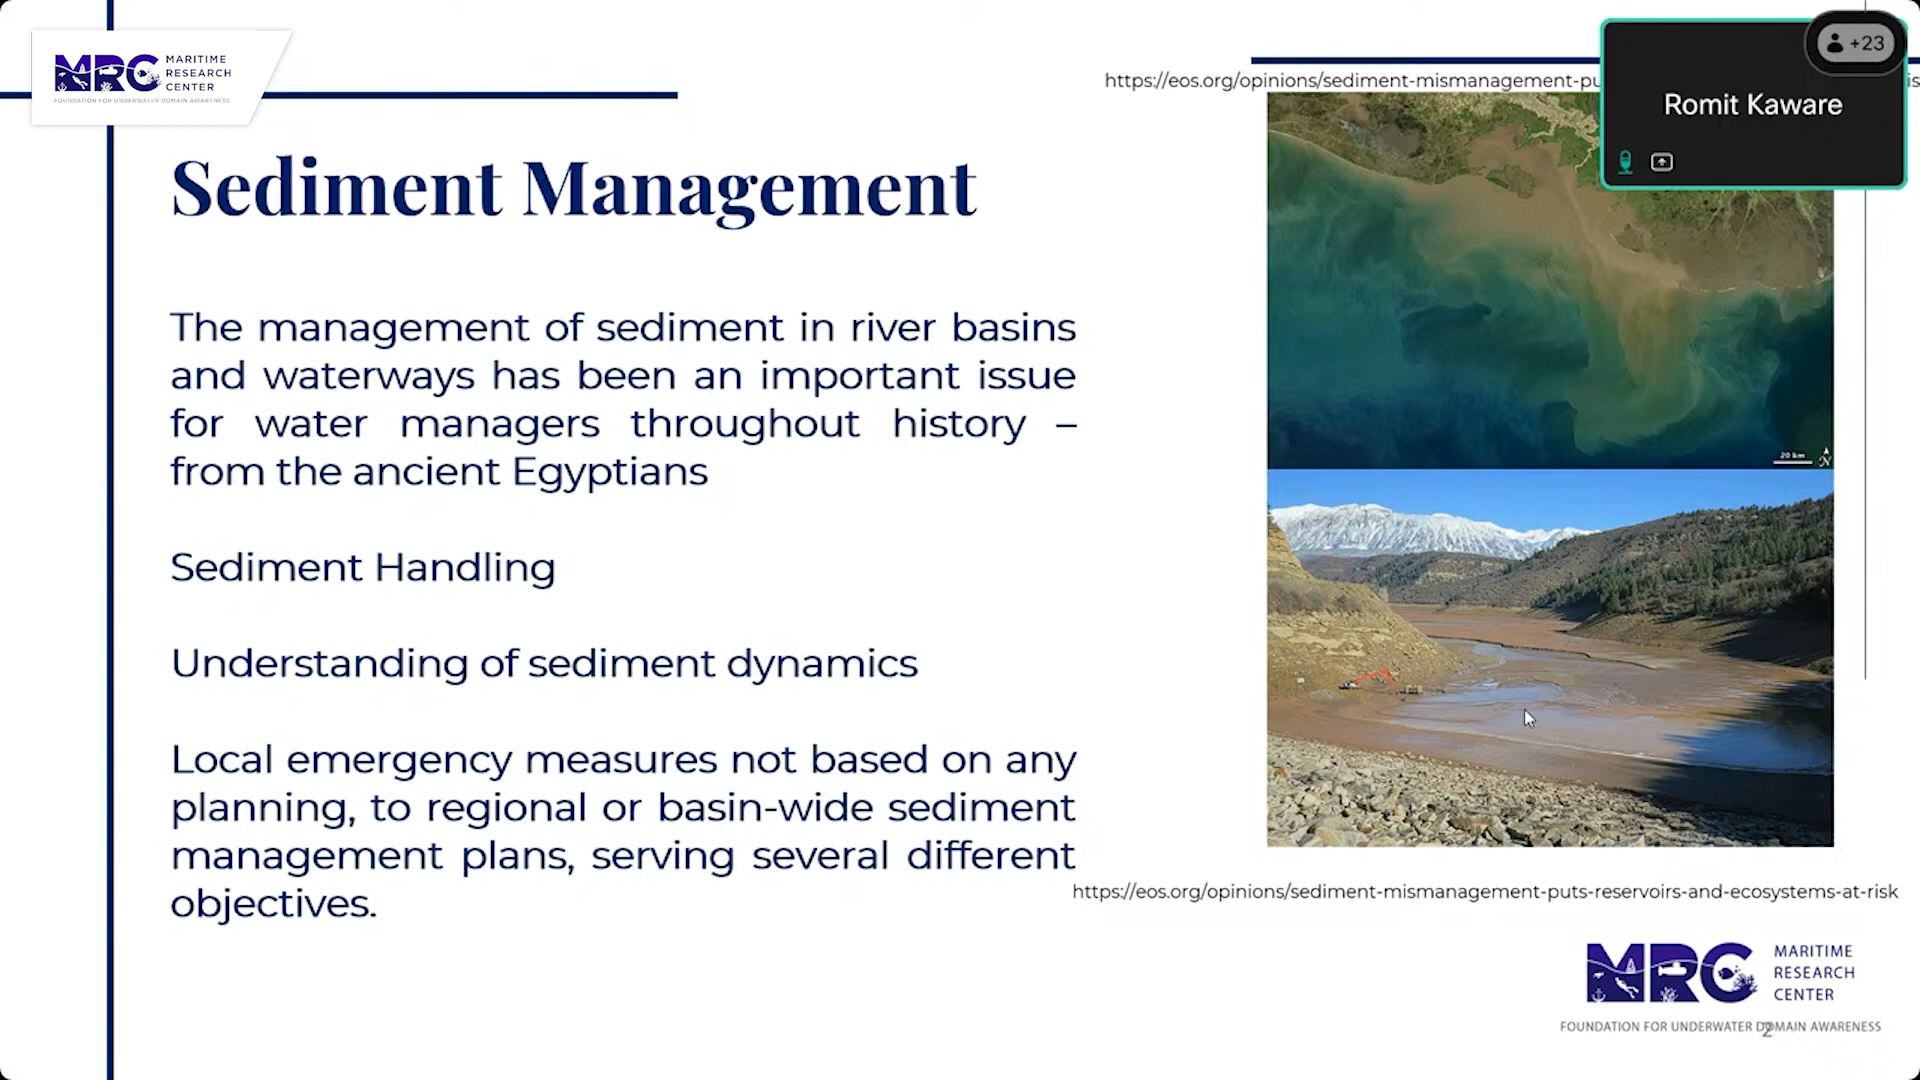 MRC
MARITIME
RESEARCH
CENTER
FOUNDATION FOR UNDERWATER DOMAIN AWARENESS
https://eos.org/opinions/sediment-mismanagement-pu
is
+23
Romit Kaware
Sediment Management
The management of sediment in river basins
and waterways has been an important issue
for water managers throughout history –
from the ancient Egyptians
Sediment Handling
Understanding of sediment dynamics
Local emergency measures not based on any
planning, to regional or basin-wide sediment
management plans, serving several different
objectives.
20 km
N
https://eos.org/opinions/sediment-mismanagement-puts-reservoirs-and-ecosystems-at-risk
MRC
MARITIME
RESEARCH
CENTER
FOUNDATION FOR UNDERWATER DOMAIN AWARENESS
2